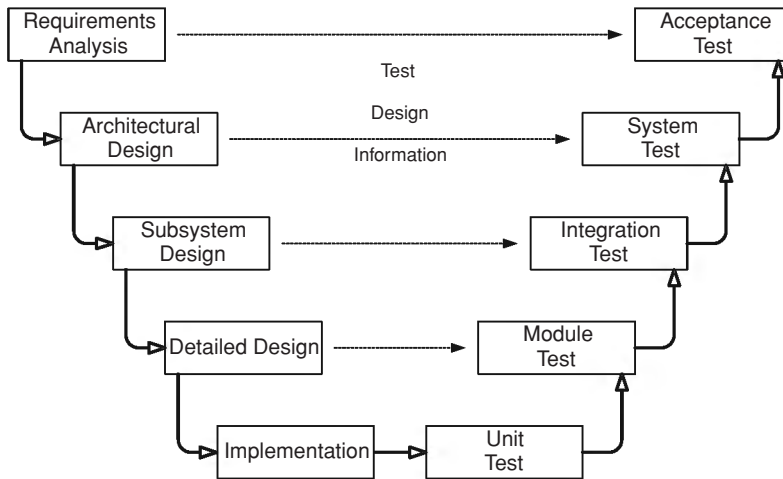 Requirements
Analysis
Acceptance
Test
Test
Design
Information
Architectural
Design
System
Test
Subsystem
Design
Integration
Test
Detailed Design
Module
Test
Implementation
Unit
Test